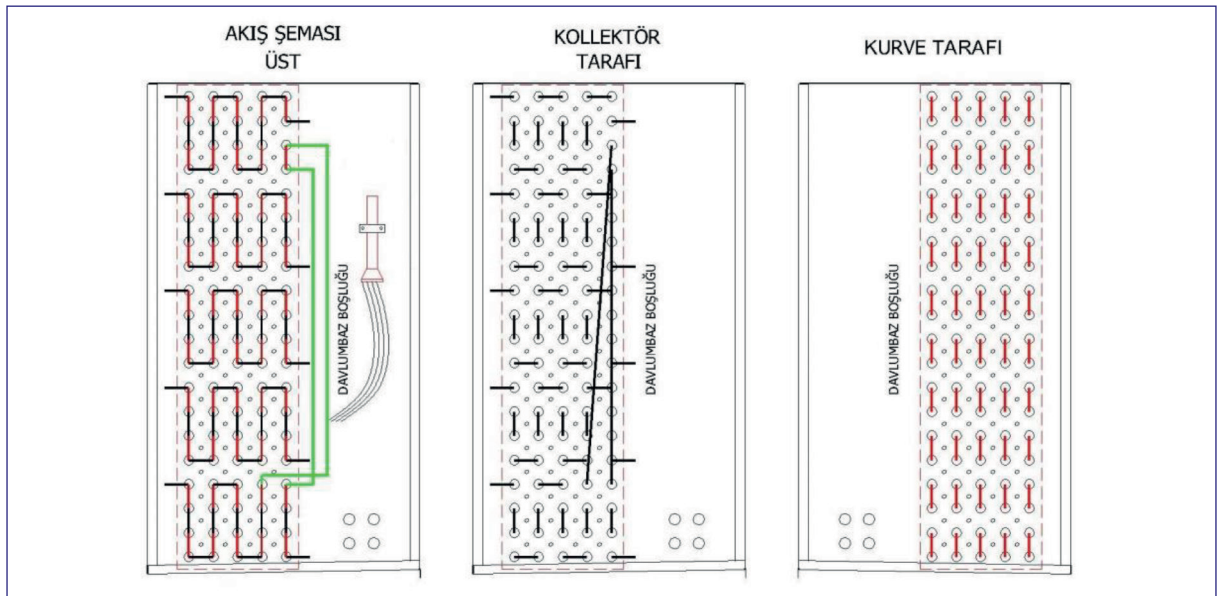 AKIŞ ŞEMASI
ÜST
DAVLUMBAZ BOŞLUĞU
KOLLEKTÖR
TARAFI
DAVLUMBAZ BOŞLUĞU
KURVE TARAFI
DAVLUMBAZ BOŞLUĞU